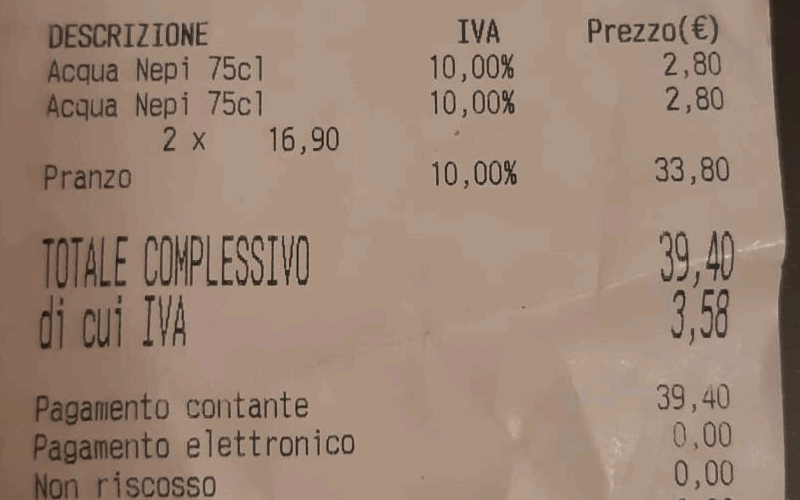 DESCRIZIONE IVA Prezzo(€)
Acqua Nepi 75cl 10,00% 2,80
Acqua Nepi 75cl 10,00% 2,80
2 x 16,90
Pranzo 10,00% 33,80
TOTALE COMPLESSIVO 39,40
di cui IVA 3,58
Pagamento contante 39,40
Pagamento elettronico 0,00
Non riscosso 0,00